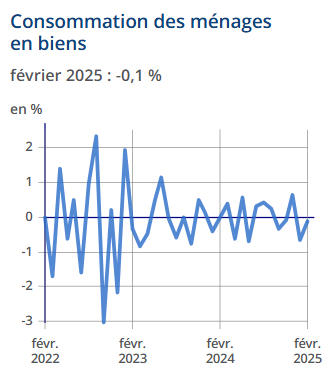 Consommation des ménages
en biens
février 2025 : -0,1 %
en %
2
1
0
-1
-2
-3
févr. févr. févr. févr.
2022 2023 2024 2025